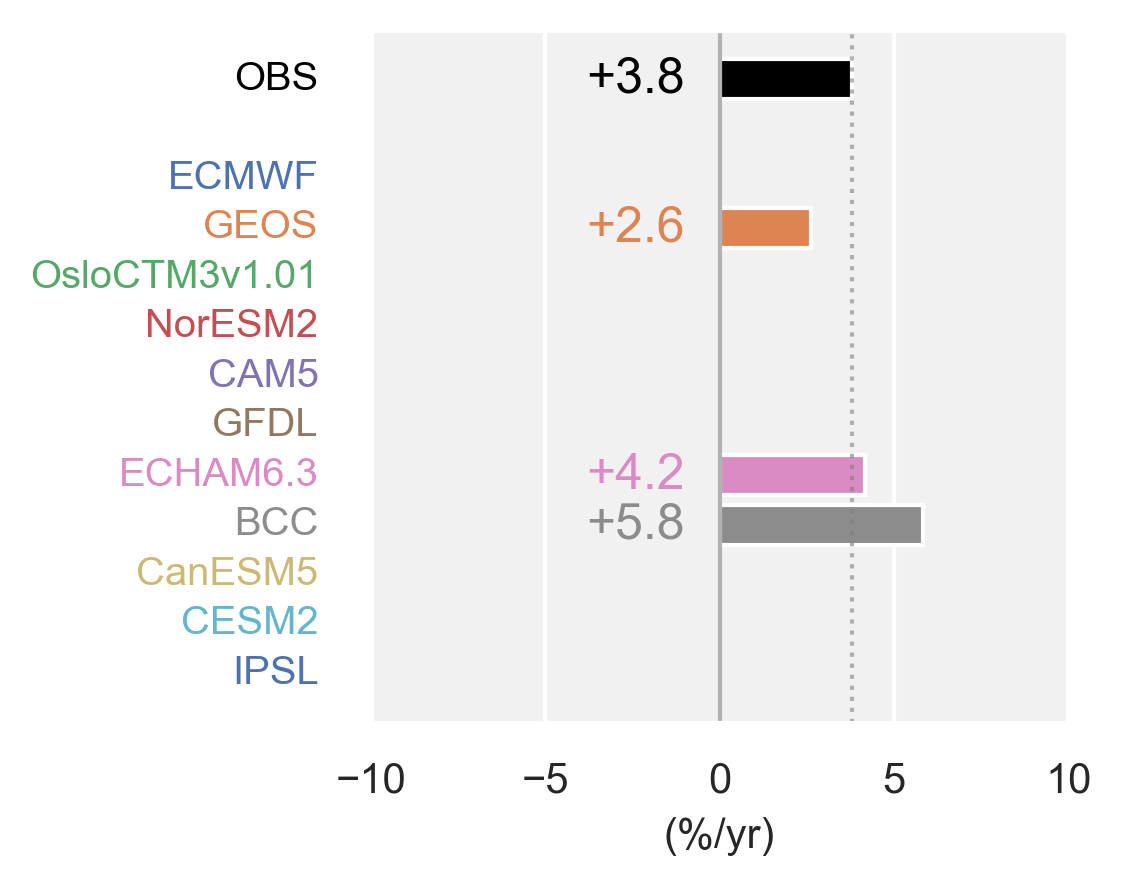 OBS +3.8
ECMWF
GEOS +2.6
OsloCTM3v1.01
NorESM2
CAM5
GFDL
ECHAM6.3 +4.2
BCC +5.8
CanESM5
CESM2
IPSL
−10 −5 0 5 10
(%/yr)